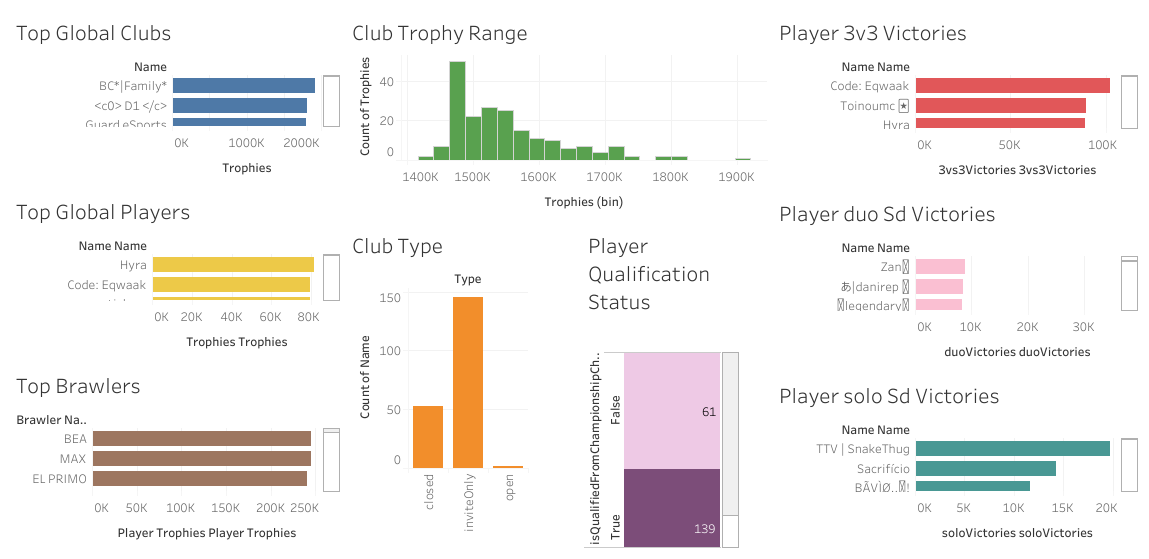 Top Global Clubs
Name
BC*|Family*
<c0> D1 </c>
Guard eSports
0K 1000K 2000K
Trophies
Club Trophy Range
Count of Trophies
40
20
0
1400K 1500K 1600K 1700K 1800K 1900K
Trophies (bin)
Player 3v3 Victories
Name Name
Code: Eqwaak
Toinoumc
Hyra
0K 50K 100K
3vs3Victories 3vs3Victories
Top Global Players
Name Name
Hyra
Code: Eqwaak
0K 20K 40K 60K 80K
Trophies Trophies
Club Type
Type
Count of Name
150
100
50
0
closed
inviteOnly
open
Player
Qualification
Status
isQualifiedFromChampionshipCh..
False
True
61
139
Player duo Sd Victories
Name Name
Zan
あ|danirep
legendary
0K 10K 20K 30K
duoVictories duoVictories
Top Brawlers
Brawler Na..
BEA
MAX
EL PRIMO
0K 50K 100K 150K 200K 250K
Player Trophies Player Trophies
Player solo Sd Victories
Name Name
TTV | SnakeThug
Sacrifício
0K 5K 10K 15K 20K
soloVictories soloVictories